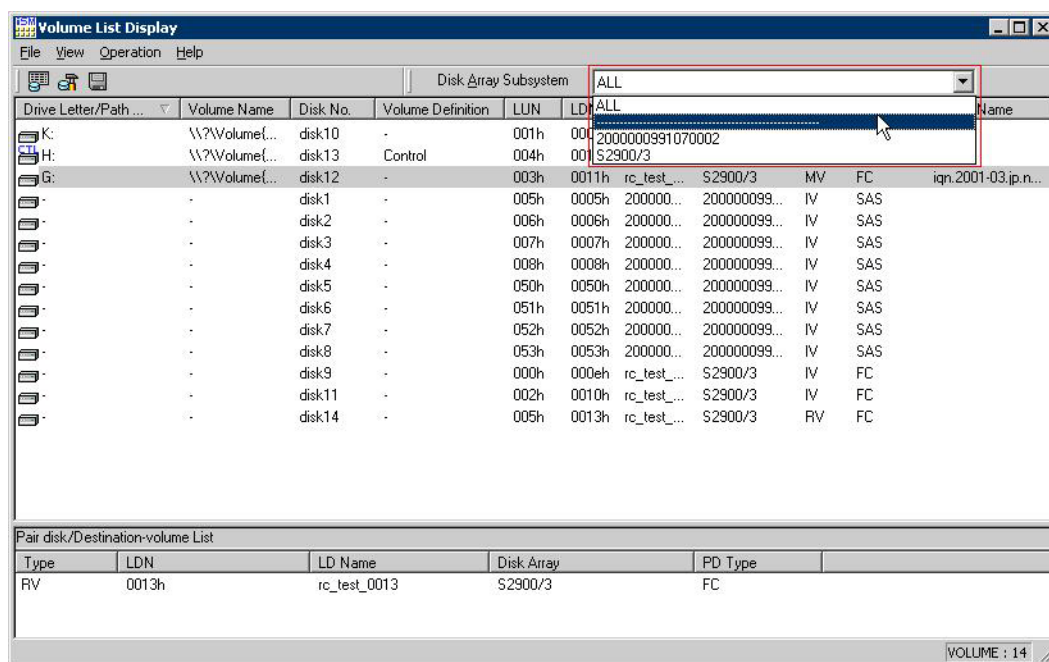 Volume List Display
File View Operation Help
Disk Array Subsystem ALL
Drive Letter/Path ... Volume Name Disk No. Volume Definition LUN Name
ALL
2000000991070002
S2900/3
K: \\?\Volume{... disk10 - 001h
CTL H: \\?\Volume{... disk13 Control 004h
G: \\?\Volume{... disk12 - 003h 0011h rc_test_... S2900/3 MV FC iqn.2001-03.jp.n...
- - disk1 - 005h 0005h 200000... 200000099... IV SAS
- - disk2 - 006h 0006h 200000... 200000099... IV SAS
- - disk3 - 007h 0007h 200000... 200000099... IV SAS
- - disk4 - 008h 0008h 200000... 200000099... IV SAS
- - disk5 - 050h 0050h 200000... 200000099... IV SAS
- - disk6 - 051h 0051h 200000... 200000099... IV SAS
- - disk7 - 052h 0052h 200000... 200000099... IV SAS
- - disk8 - 053h 0053h 200000... 200000099... IV SAS
- - disk9 - 000h 000eh rc_test_... S2900/3 IV FC
- - disk11 - 002h 0010h rc_test_... S2900/3 IV FC
- - disk14 - 005h 0013h rc_test_... S2900/3 RV FC
Pair disk/Destination-volume List
Type LDN LD Name Disk Array PD Type
RV 0013h rc_test_0013 S2900/3 FC
VOLUME : 14